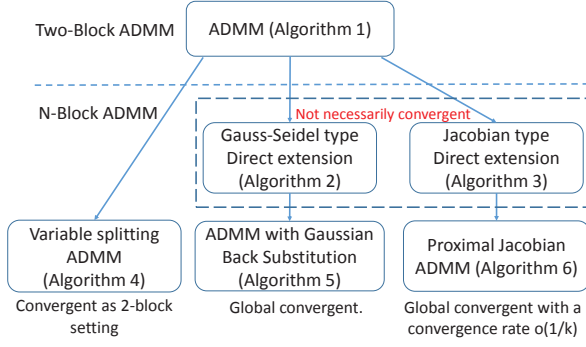 Two-Block ADMM
ADMM (Algorithm 1)
N-Block ADMM
Not necessarily convergent
Gauss-Seidel type
Direct extension
(Algorithm 2)
Jacobian type
Direct extension
(Algorithm 3)
Variable splitting
ADMM
(Algorithm 4)
ADMM with Gaussian
Back Substitution
(Algorithm 5)
Proximal Jacobian
ADMM (Algorithm 6)
Convergent as 2-block
setting
Global convergent.
Global convergent with a
convergence rate o(1/k)